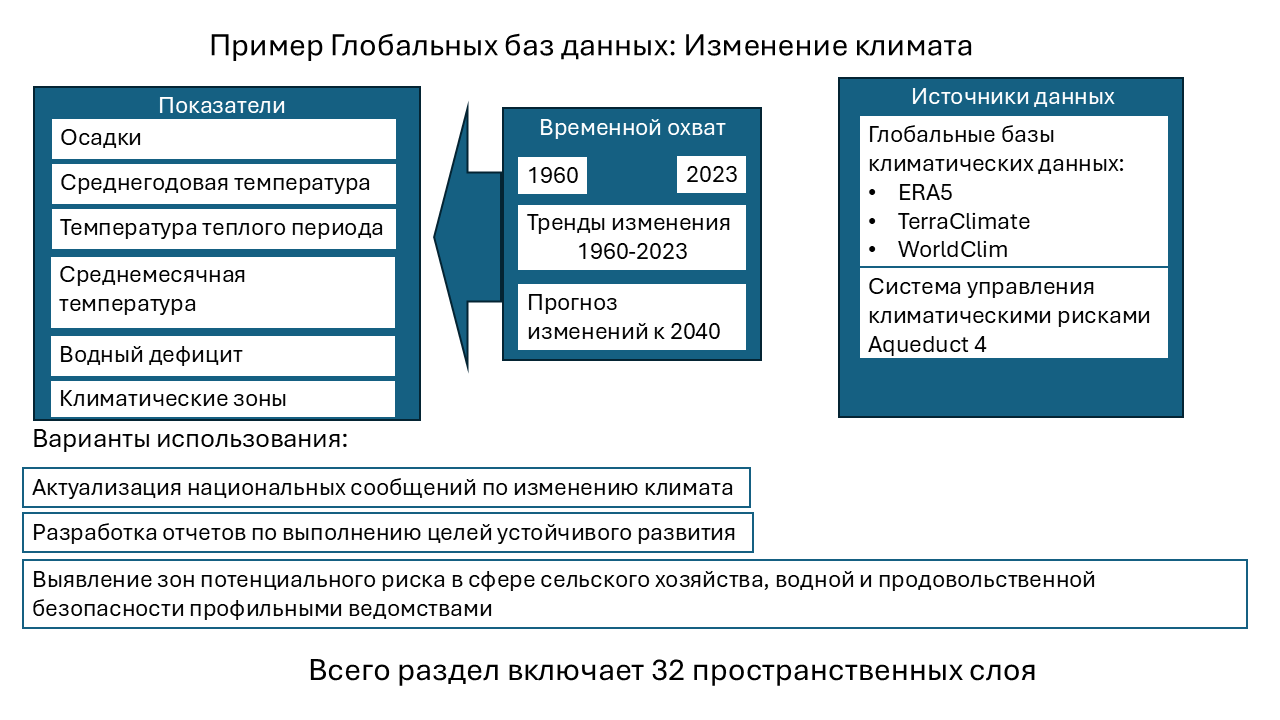 Пример Глобальных баз данных: Изменение климата
Показатели
Осадки
Среднегодовая температура
Температура теплого периода
Среднемесячная
температура
Водный дефицит
Климатические зоны
Временной охват
1960
2023
Тренды изменения
1960-2023
Прогноз
изменений к 2040
Источники данных
Глобальные базы
климатических данных:
• ERA5
• TerraClimate
• WorldClim
Система управления
климатическими рисками
Aqueduct 4
Варианты использования:
Актуализация национальных сообщений по изменению климата
Разработка отчетов по выполнению целей устойчивого развития
Выявление зон потенциального риска в сфере сельского хозяйства, водной и продовольственной
безопасности профильными ведомствами
Всего раздел включает 32 пространственных слоя